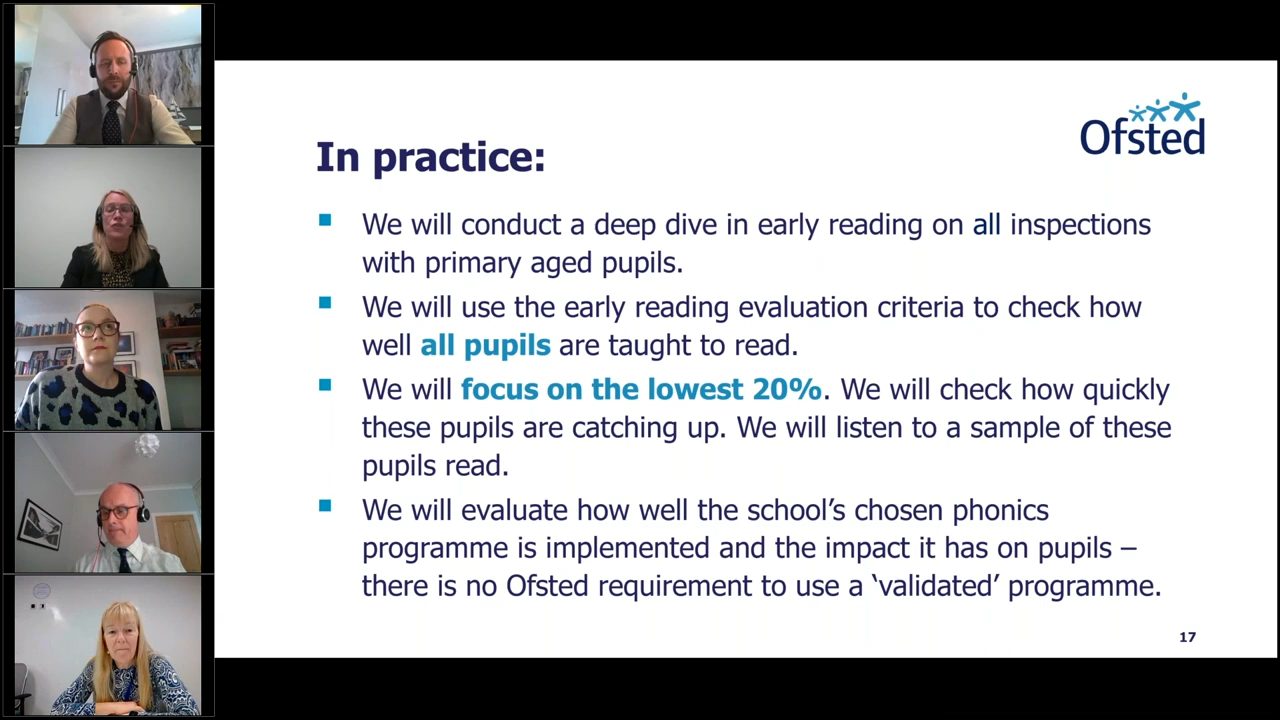 Ofsted
In practice:
We will conduct a deep dive in early reading on all inspections
with primary aged pupils.
We will use the early reading evaluation criteria to check how
well all pupils are taught to read.
We will focus on the lowest 20%. We will check how quickly
these pupils are catching up. We will listen to a sample of these
pupils read.
We will evaluate how well the school’s chosen phonics
programme is implemented and the impact it has on pupils –
there is no Ofsted requirement to use a ‘validated’ programme.
17